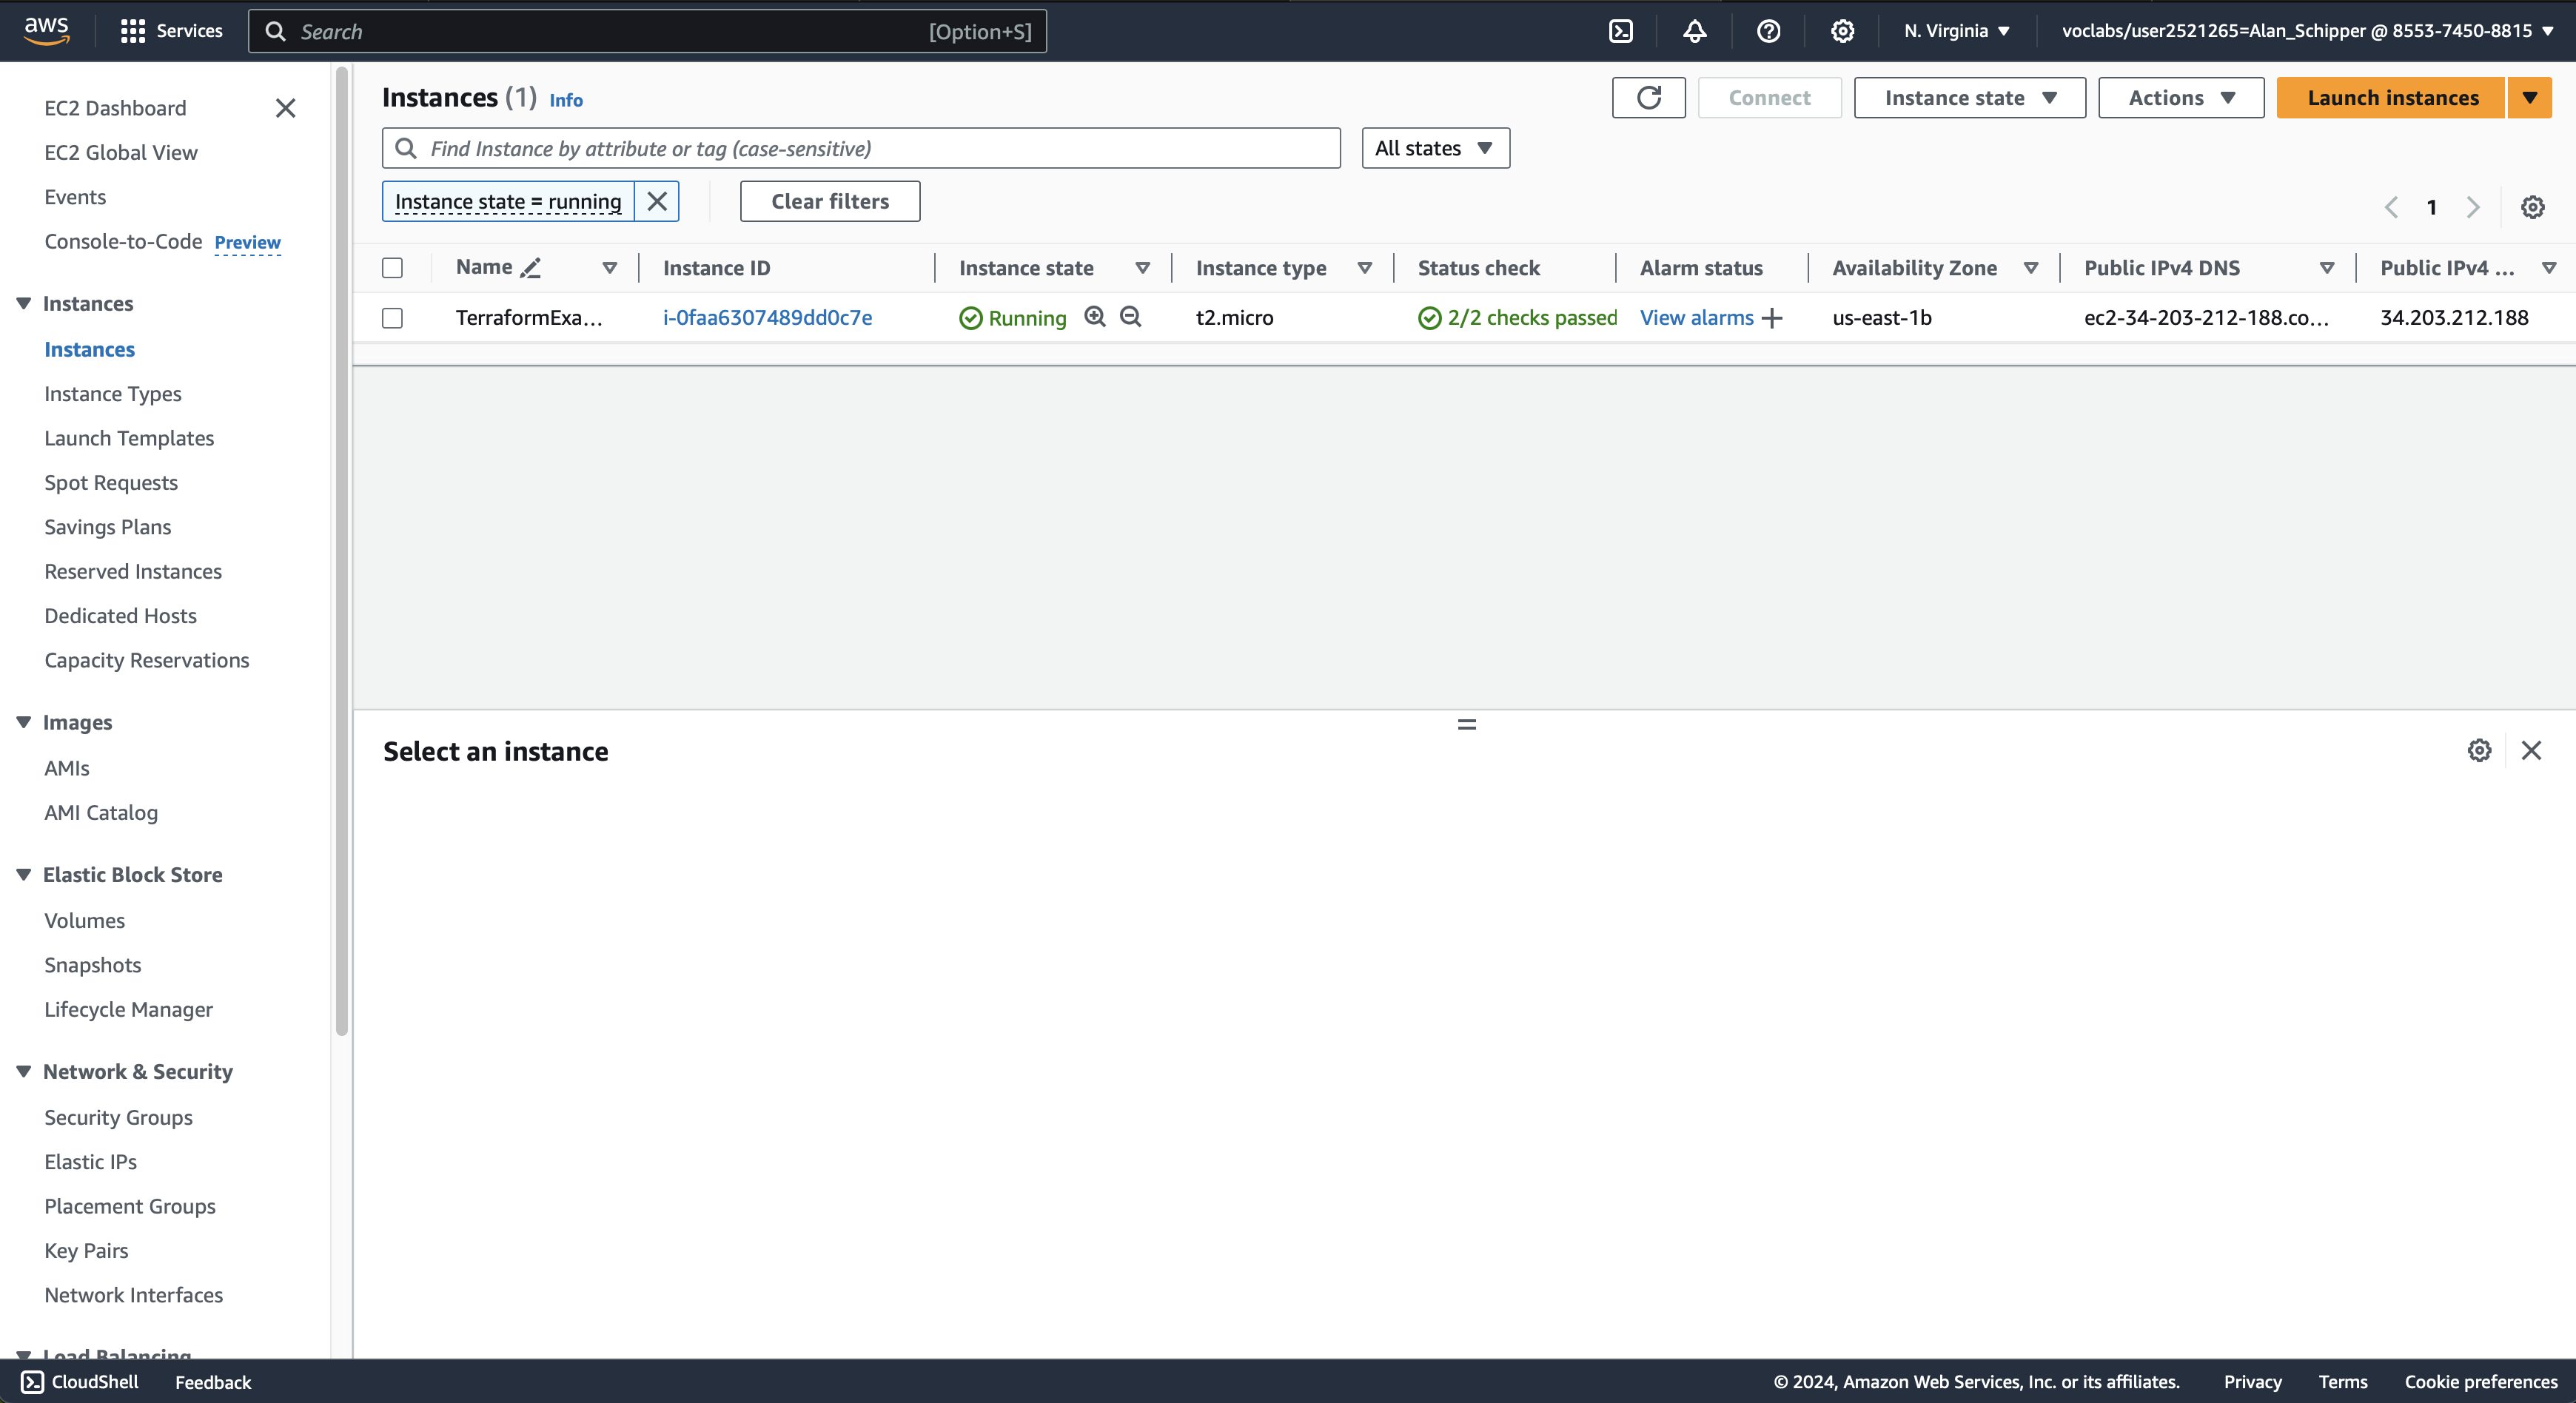 aws
Services
Search
[Option+S]
N. Virginia
voclabs/user2521265=Alan_Schipper @ 8553-7450-8815
EC2 Dashboard
EC2 Global View
Events
Console-to-Code Preview
Instances
Instances
Instance Types
Launch Templates
Spot Requests
Savings Plans
Reserved Instances
Dedicated Hosts
Capacity Reservations
Images
AMIs
AMI Catalog
Elastic Block Store
Volumes
Snapshots
Lifecycle Manager
Network & Security
Security Groups
Elastic IPs
Placement Groups
Key Pairs
Network Interfaces
Load Balancing
Instances (1) Info
Connect
Instance state
Actions
Launch instances
Find Instance by attribute or tag (case-sensitive)
All states
Instance state = running
Clear filters
1
Name Instance ID Instance state Instance type Status check Alarm status Availability Zone Public IPv4 DNS Public IPv4 ...
TerraformExa... i-0faa6307489dd0c7e Running t2.micro 2/2 checks passed View alarms us-east-1b ec2-34-203-212-188.co... 34.203.212.188
Select an instance
CloudShell
Feedback
© 2024, Amazon Web Services, Inc. or its affiliates.
Privacy
Terms
Cookie preferences